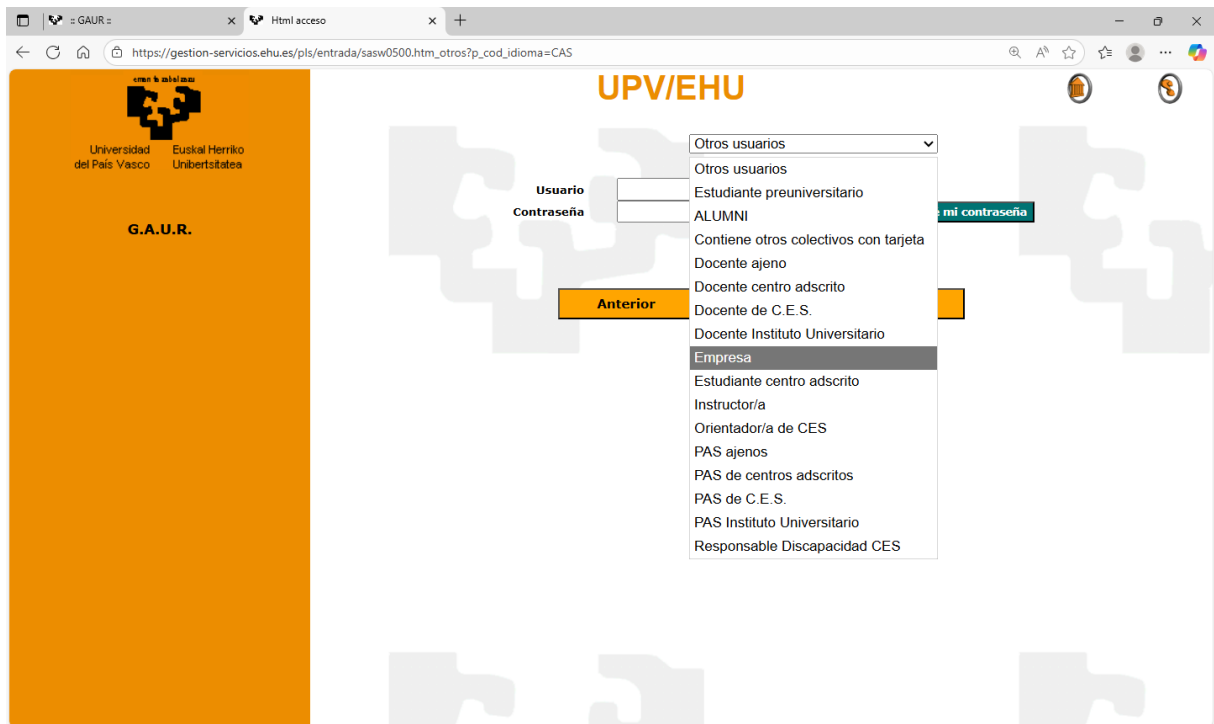 :: GAUR ::
Html acceso
https://gestion-servicios.ehu.es/pls/entrada/sasw0500.htm_otros?p_cod_idioma=CAS
Universidad Euskal Herriko
del País Vasco Unibertsitatea
G.A.U.R.
UPV/EHU
Otros usuarios
Otros usuarios
Estudiante preuniversitario
ALUMNI
Contiene otros colectivos con tarjeta
Docente ajeno
Docente centro adscrito
Docente de C.E.S.
Docente Instituto Universitario
Empresa
Estudiante centro adscrito
Instructor/a
Orientador/a de CES
PAS ajenos
PAS de centros adscritos
PAS de C.E.S.
PAS Instituto Universitario
Responsable Discapacidad CES
Usuario
Contraseña
mi contraseña
Anterior